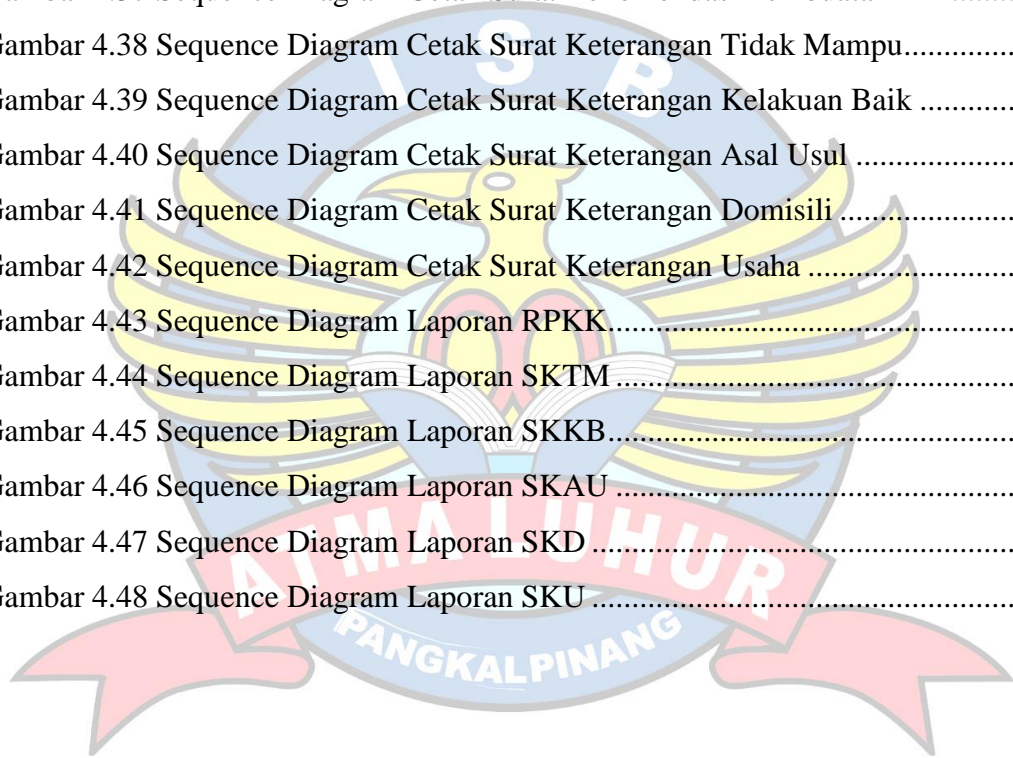 Gambar 4.38 Sequence Diagram Cetak Surat Keterangan Tidak Mampu..............
Gambar 4.39 Sequence Diagram Cetak Surat Keterangan Kelakuan Baik ............
Gambar 4.40 Sequence Diagram Cetak Surat Keterangan Asal Usul ....................
Gambar 4.41 Sequence Diagram Cetak Surat Keterangan Domisili ......................
Gambar 4.42 Sequence Diagram Cetak Surat Keterangan Usaha ..........................
Gambar 4.43 Sequence Diagram Laporan RPKK...................................................
Gambar 4.44 Sequence Diagram Laporan SKTM ..................................................
Gambar 4.45 Sequence Diagram Laporan SKKB...................................................
Gambar 4.46 Sequence Diagram Laporan SKAU ..................................................
Gambar 4.47 Sequence Diagram Laporan SKD .....................................................
Gambar 4.48 Sequence Diagram Laporan SKU .....................................................
I S B
ATMA LUHUR
PANGKALPINANG